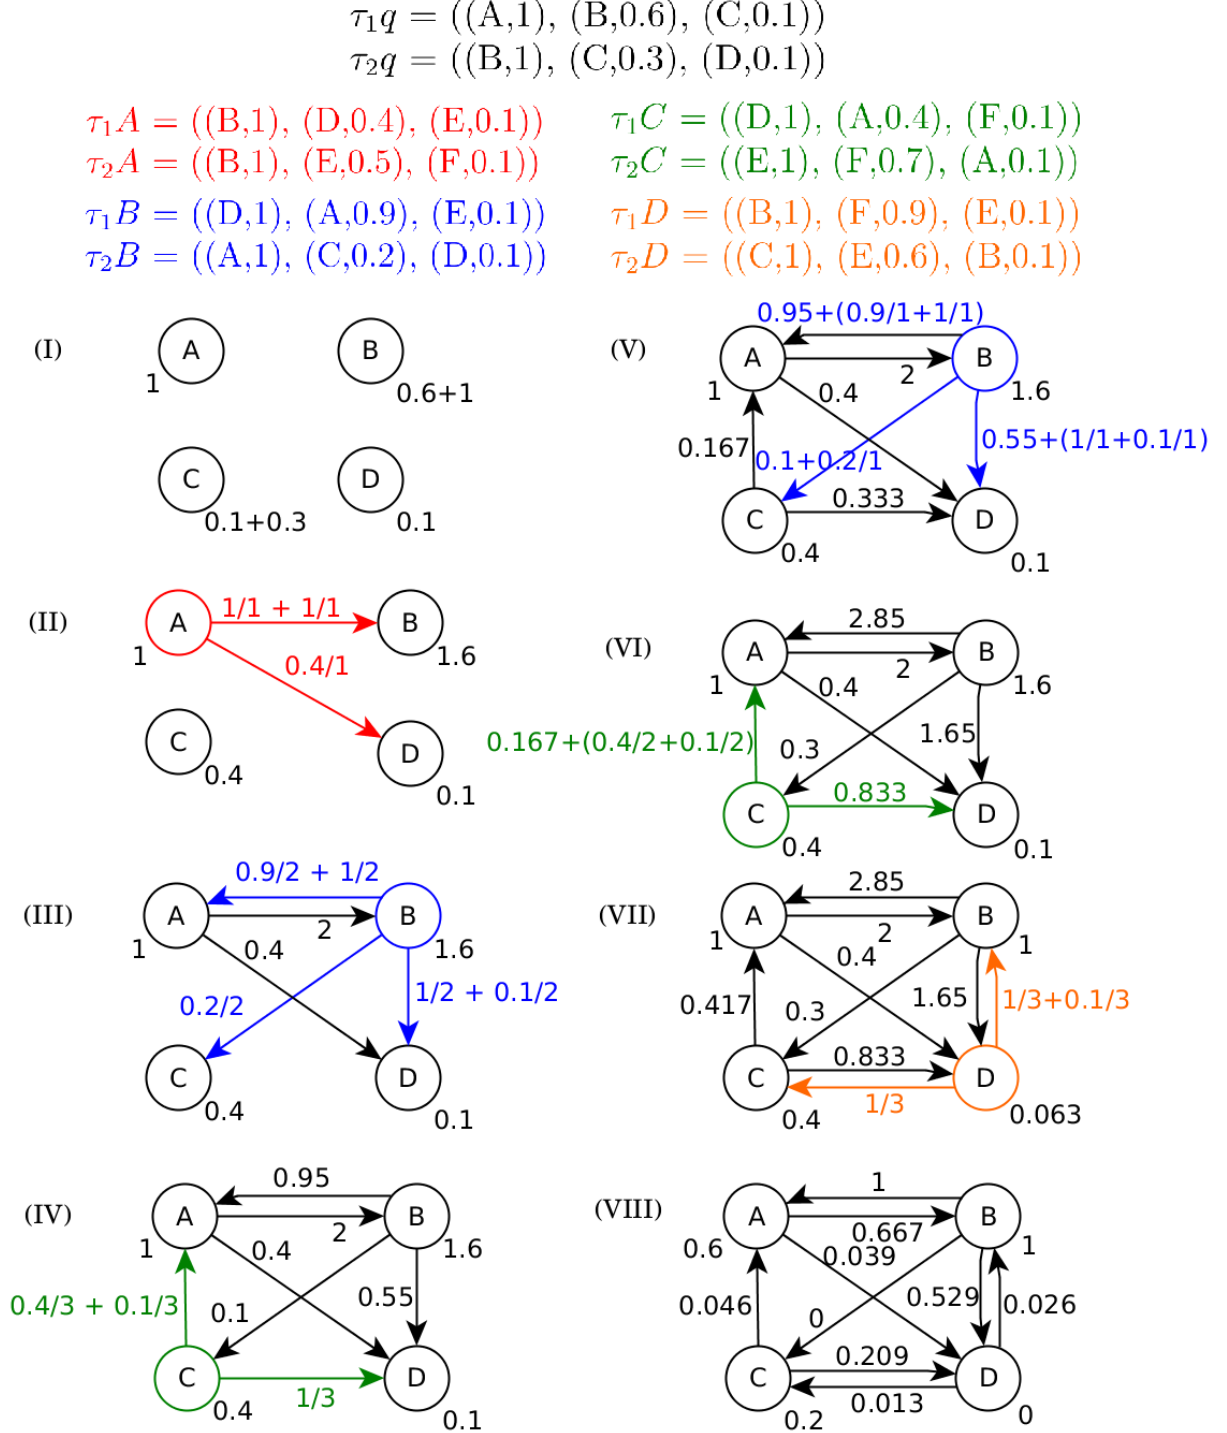 τ₁q = ((A,1), (B,0.6), (C,0.1))
τ₂q = ((B,1), (C,0.3), (D,0.1))
τ₁A = ((B,1), (D,0.4), (E,0.1))
τ₂A = ((B,1), (E,0.5), (F,0.1))
τ₁B = ((D,1), (A,0.9), (E,0.1))
τ₂B = ((A,1), (C,0.2), (D,0.1))
τ₁C = ((D,1), (A,0.4), (F,0.1))
τ₂C = ((E,1), (F,0.7), (A,0.1))
τ₁D = ((B,1), (F,0.9), (E,0.1))
τ₂D = ((C,1), (E,0.6), (B,0.1))
(I)
A
B
1
0.6+1
C
D
0.1+0.3
0.1
(II)
A
1/1 + 1/1
B
1
1.6
0.4/1
C
D
0.4
0.1
(III)
0.9/2 + 1/2
A
B
2
1
0.4
1.6
0.2/2
1/2 + 0.1/2
C
D
0.4
0.1
(IV)
0.95
A
B
2
1
0.4
1.6
0.4/3 + 0.1/3
0.1
0.55
C
D
1/3
0.4
0.1
(V)
0.95+(0.9/1+1/1)
A
B
2
1
0.4
1.6
0.167
0.1+0.2/1
0.55+(1/1+0.1/1)
0.333
C
D
0.4
0.1
(VI)
2.85
A
B
2
1
0.4
1.6
0.167+(0.4/2+0.1/2)
0.3
1.65
0.833
C
D
0.4
0.1
(VII)
2.85
A
B
2
1
0.4
1
0.417
0.3
1.65
1/3+0.1/3
0.833
C
D
1/3
0.4
0.063
(VIII)
1
A
B
0.667
0.6
0.039
1
0.046
0
0.529
0.026
0.209
C
D
0.013
0.2
0